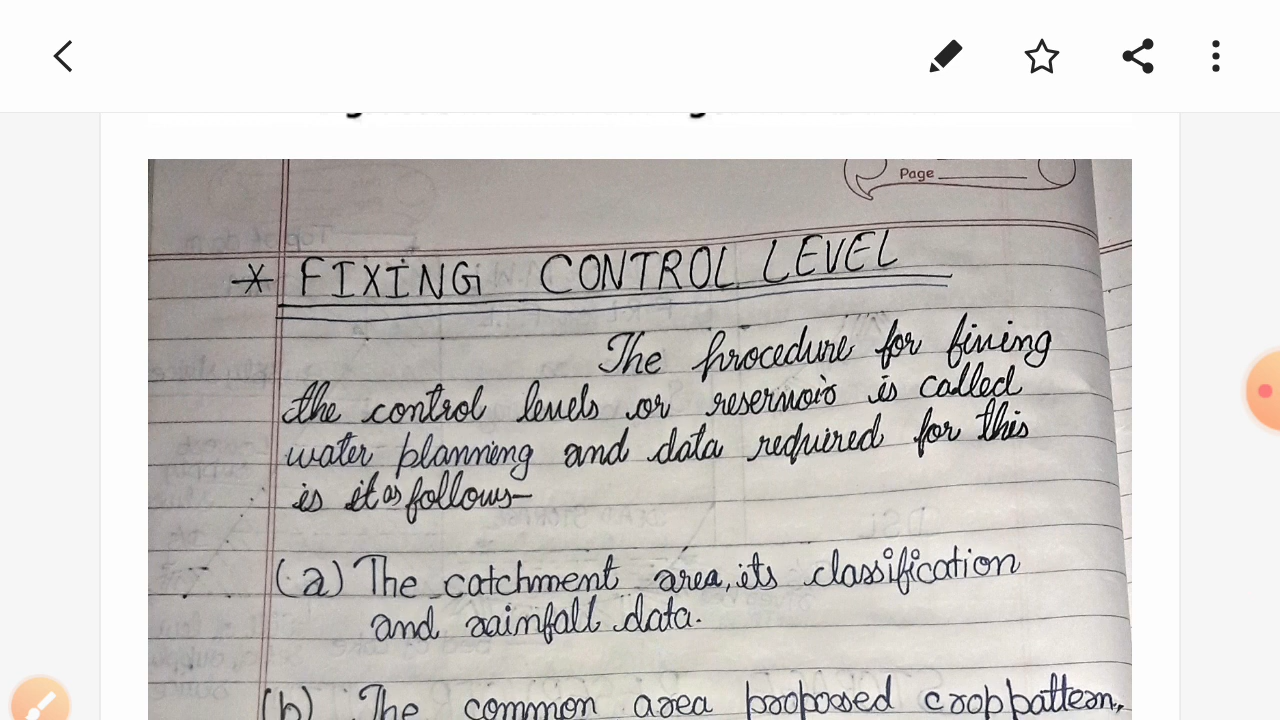 Page
* FIXING CONTROL LEVEL
The procedure for fixing
the control levels or reservoir is called
water planning and data required for this
is it as follows-
(a) The catchment area, its classification
and rainfall data.
(b) The common area proposed crop pattern,